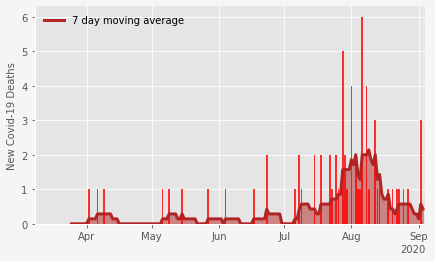 7 day moving average
New Covid-19 Deaths
6
5
4
3
2
1
0
Apr
May
Jun
Jul
Aug
Sep
2020